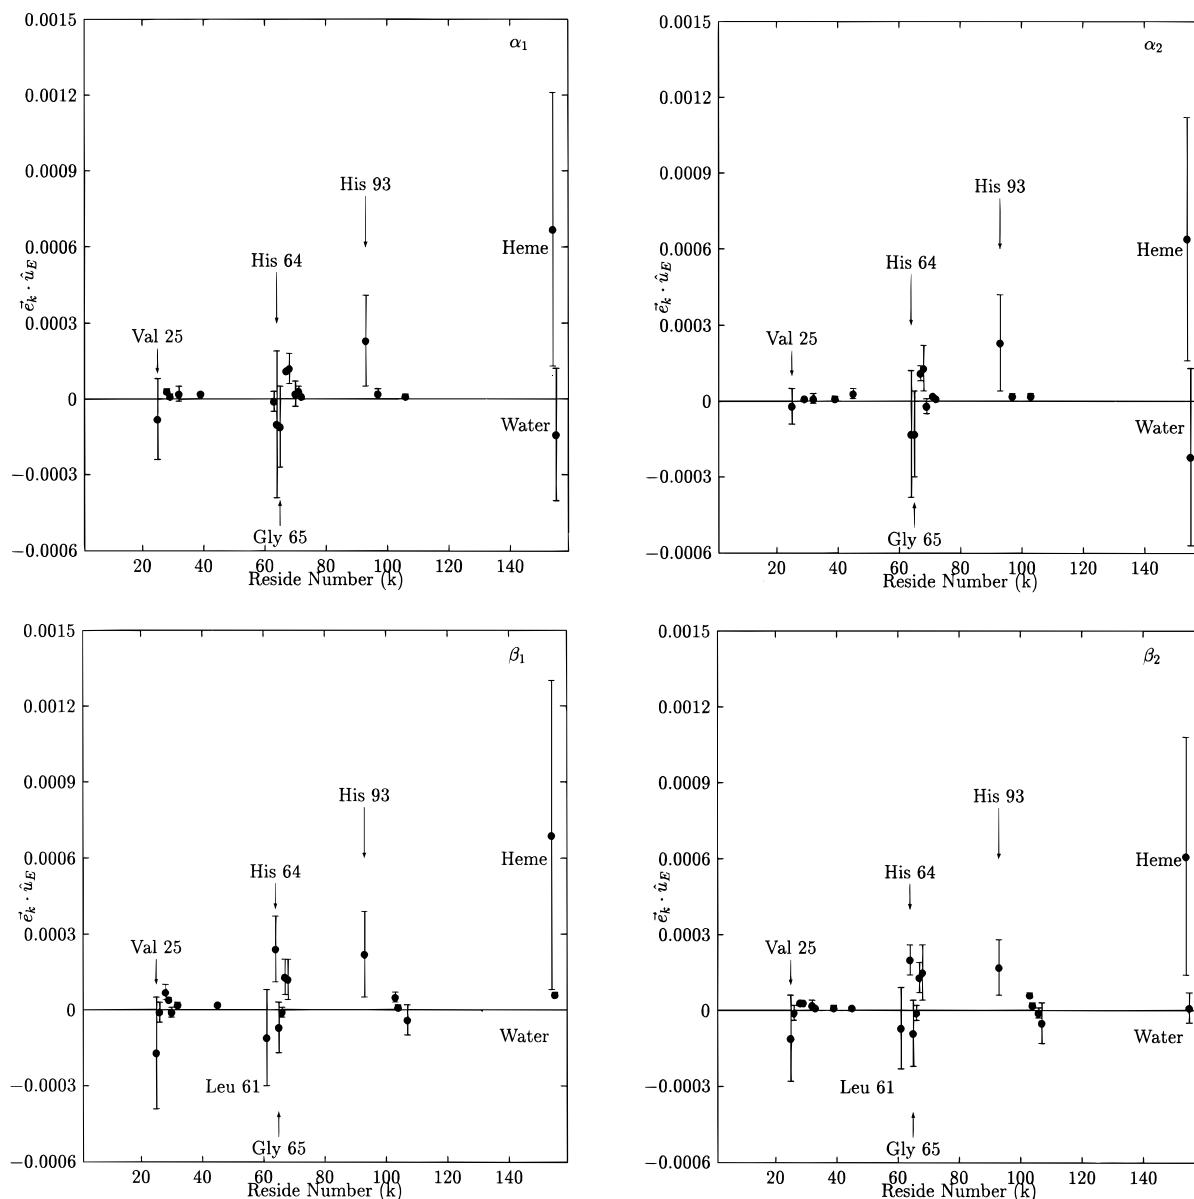 0.0015
α1
0.0012
0.0009
His 93
0.0006
Heme
His 64
e⃗k · ûE
0.0003
Val 25
0
Water
−0.0003
Gly 65
−0.0006
20 40 60 80 100 120 140
Reside Number (k)
0.0015
α2
0.0012
0.0009
His 93
0.0006
Heme
His 64
e⃗k · ûE
0.0003
Val 25
0
Water
−0.0003
Gly 65
−0.0006
20 40 60 80 100 120 140
Reside Number (k)
0.0015
β1
0.0012
0.0009
His 93
0.0006
Heme
His 64
e⃗k · ûE
0.0003
Val 25
0
Water
−0.0003
Leu 61
Gly 65
−0.0006
20 40 60 80 100 120 140
Reside Number (k)
0.0015
β2
0.0012
0.0009
His 93
0.0006
Heme
His 64
e⃗k · ûE
0.0003
Val 25
0
Water
−0.0003
Leu 61
Gly 65
−0.0006
20 40 60 80 100 120 140
Reside Number (k)